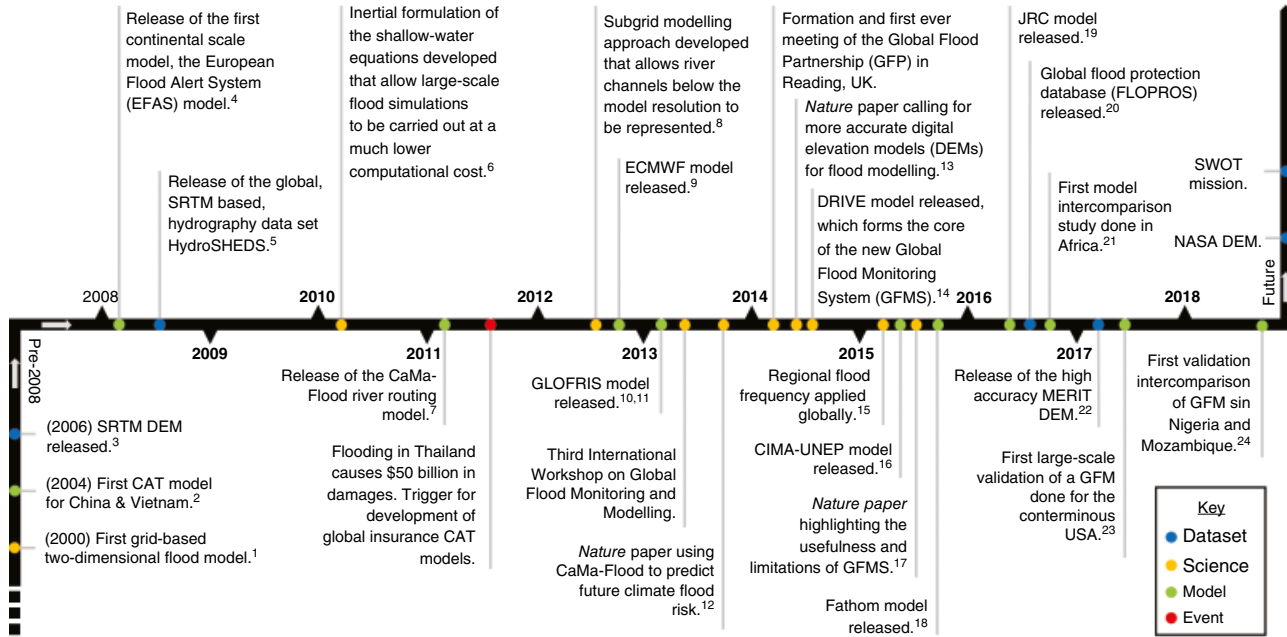 Release of the first
continental scale
model, the European
Flood Alert System
(EFAS) model.4
Release of the global,
SRTM based,
hydrography data set
HydroSHEDS.5
Inertial formulation of
the shallow-water
equations developed
that allow large-scale
flood simulations
to be carried out at a
much lower
computational cost.6
Subgrid modelling
approach developed
that allows river
channels below the
model resolution to
be represented.8
ECMWF model
released.9
Formation and first ever
meeting of the Global Flood
Partnership (GFP) in
Reading, UK.
Nature paper calling for
more accurate digital
elevation models (DEMs)
for flood modelling.13
DRIVE model released,
which forms the core
of the new Global
Flood Monitoring
System (GFMS).14
JRC model
released.19
Global flood protection
database (FLOPROS)
released.20
First model
intercomparison
study done in
Africa.21
SWOT
mission.
NASA DEM.
Future
2008
2010
2012
2014
2016
2018
2009
2011
2013
2015
2017
Pre-2008
(2006) SRTM DEM
released.3
(2004) First CAT model
for China & Vietnam.2
(2000) First grid-based
two-dimensional flood model.1
Release of the CaMa-
Flood river routing
model.7
Flooding in Thailand
causes $50 billion in
damages. Trigger for
development of
global insurance CAT
models.
GLOFRIS model
released.10,11
Third International
Workshop on Global
Flood Monitoring and
Modelling.
Nature paper using
CaMa-Flood to predict
future climate flood
risk.12
Regional flood
frequency applied
globally.15
CIMA-UNEP model
released.16
Nature paper
highlighting the
usefulness and
limitations of GFMS.17
Fathom model
released.18
Release of the high
accuracy MERIT
DEM.22
First large-scale
validation of a GFM
done for the
conterminous
USA.23
First validation
intercomparison
of GFM sin
Nigeria and
Mozambique.24
Key
Dataset
Science
Model
Event